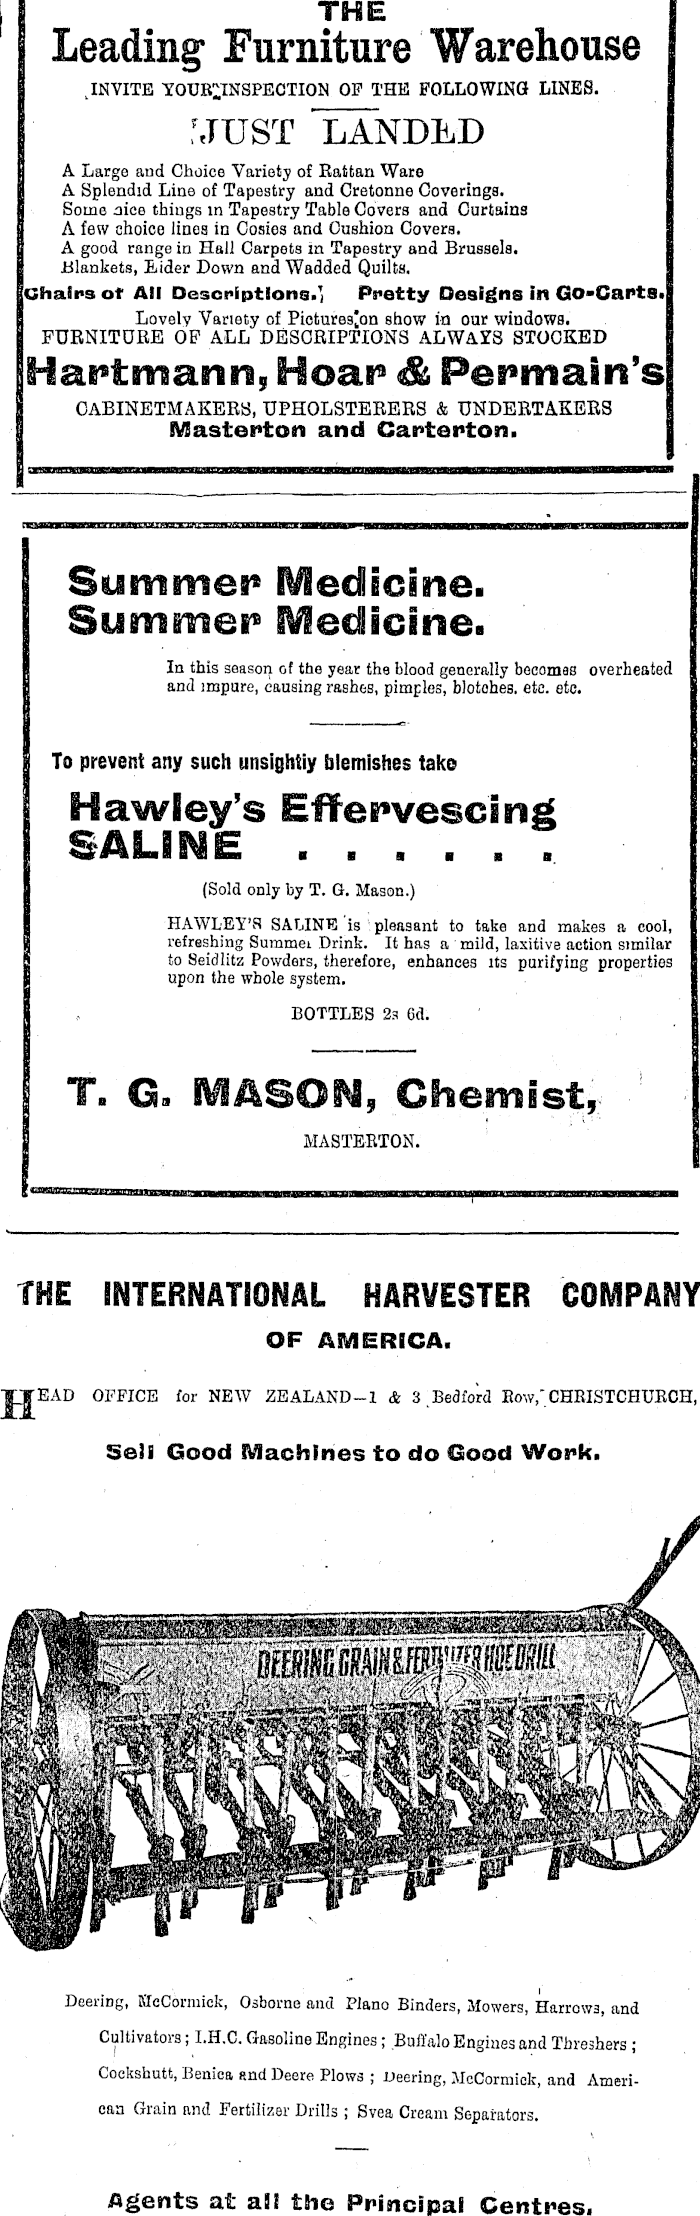 THE
Leading Furniture Warehouse
INVITE YOUR INSPECTION OF THE FOLLOWING LINES.
JUST LANDED
A Large and Choice Variety of Rattan Ware
A Splendid Line of Tapestry and Cretonne Coverings.
Some nice things in Tapestry Table Covers and Curtains
A few choice lines in Cosies and Cushion Covers.
A good range in Hall Carpets in Tapestry and Brussels.
Blankets, Eider Down and Wadded Quilts.
Chairs of All Descriptions. Pretty Designs in Go-Carts.
Lovely Variety of Pictures on show in our windows.
FURNITURE OF ALL DESCRIPTIONS ALWAYS STOCKED
Hartmann, Hoar & Permain's
CABINETMAKERS, UPHOLSTERERS & UNDERTAKERS
Masterton and Carterton.
Summer Medicine.
Summer Medicine.
In this season of the year the blood generally becomes overheated
and impure, causing rashes, pimples, blotches. etc. etc.
To prevent any such unsightly blemishes take
Hawley's Effervescing
SALINE . . . . . .
(Sold only by T. G. Mason.)
HAWLEY'S SALINE is pleasant to take and makes a cool,
refreshing Summer Drink. It has a mild, laxitive action similar
to Seidlitz Powders, therefore, enhances its purifying properties
upon the whole system.
BOTTLES 2s 6d.
T. G. MASON, Chemist,
MASTERTON.
THE INTERNATIONAL HARVESTER COMPANY
OF AMERICA.
HEAD OFFICE for NEW ZEALAND—1 & 3 Bedford Row, CHRISTCHURCH,
Sell Good Machines to do Good Work.
DEERING GRAIN & FERTILIZER HOE DRILL
Deering, McCormick, Osborne and Plano Binders, Mowers, Harrows, and
Cultivators; I.H.C. Gasoline Engines; Buffalo Engines and Threshers;
Cockshutt, Benica and Deere Plows; Deering, McCormick, and Ameri-
can Grain and Fertilizer Drills; Svea Cream Separators.
Agents at all the Principal Centres.